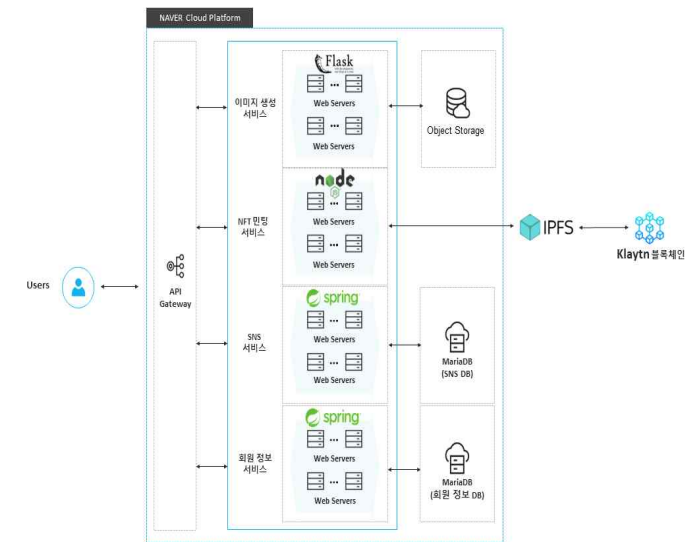 NAVER Cloud Platform
Flask
이미지 생성
서비스
Web Servers
Web Servers
Object Storage
node
NFT 민팅
서비스
Web Servers
Web Servers
IPFS
Klaytn 블록체인
Users
API
Gateway
spring
SNS
서비스
Web Servers
Web Servers
MariaDB
(SNS DB)
spring
회원 정보
서비스
Web Servers
Web Servers
MariaDB
(회원 정보 DB)